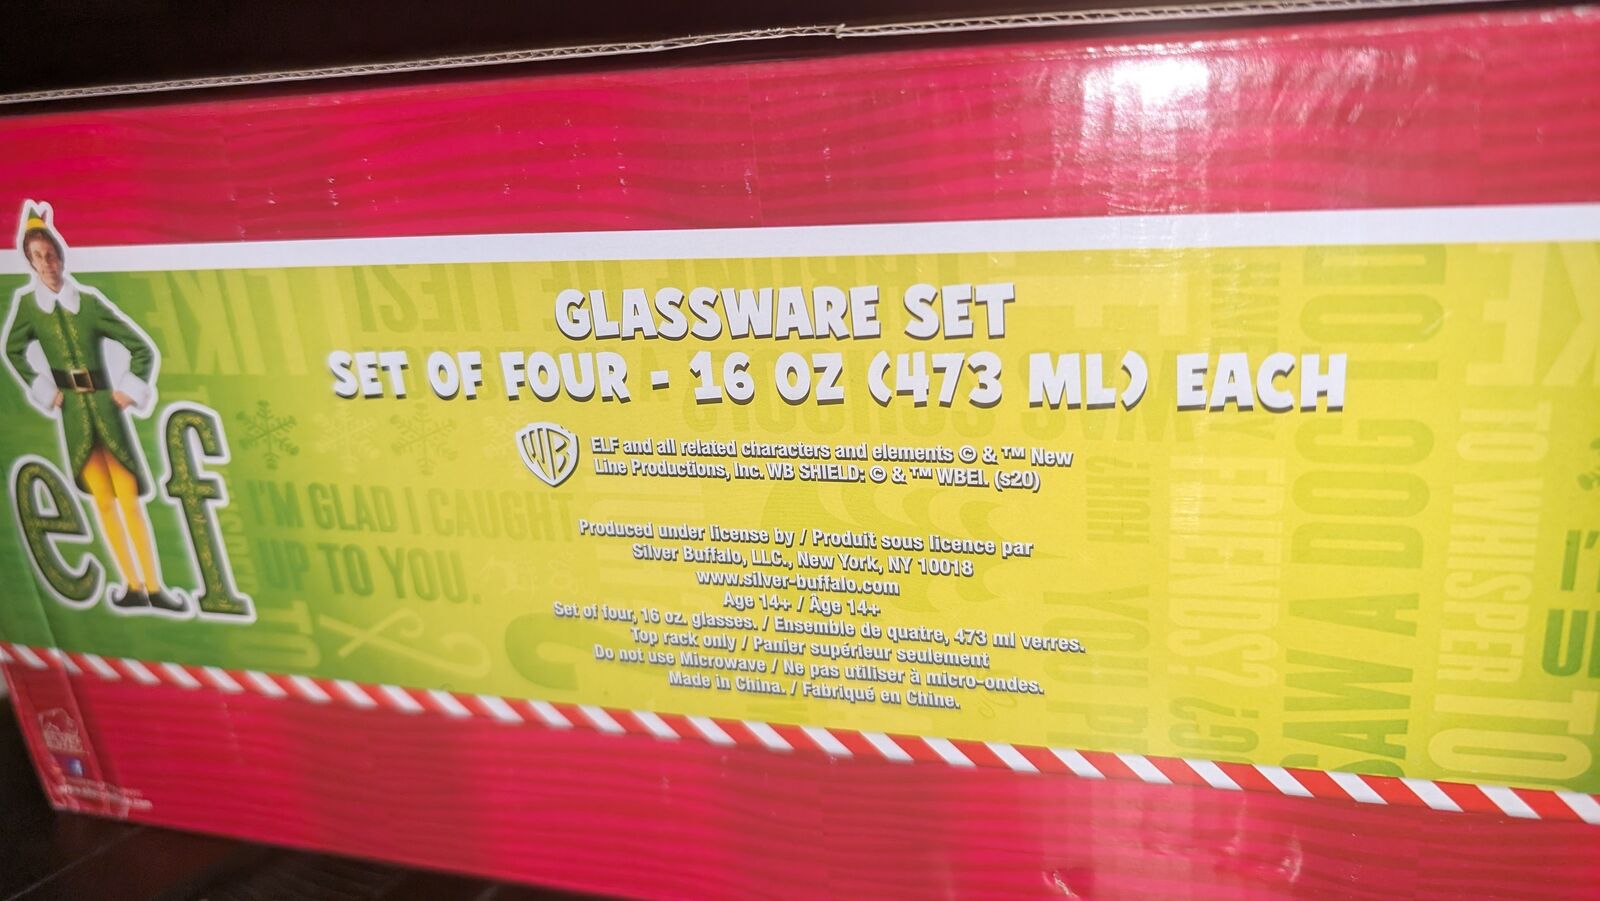 elf
GLASSWARE SET
SET OF FOUR - 16 OZ (473 ML) EACH
WB
ELF and all related characters and elements © & ™ New
Line Productions, Inc. WB SHIELD: © & ™ WBEI. (s20)
Produced under license by / Produit sous licence par
Silver Buffalo, LLC., New York, NY 10018
www.silver-buffalo.com
Age 14+ / Âge 14+
Set of four, 16 oz. glasses. / Ensemble de quatre, 473 ml verres.
Top rack only / Panier supérieur seulement
Do not use Microwave / Ne pas utiliser à micro-ondes.
Made in China. / Fabriqué en Chine.
I'M GLAD I CAUGHT
UP TO YOU.
LIKE
SAW A DOG TOD
TO WHISPER